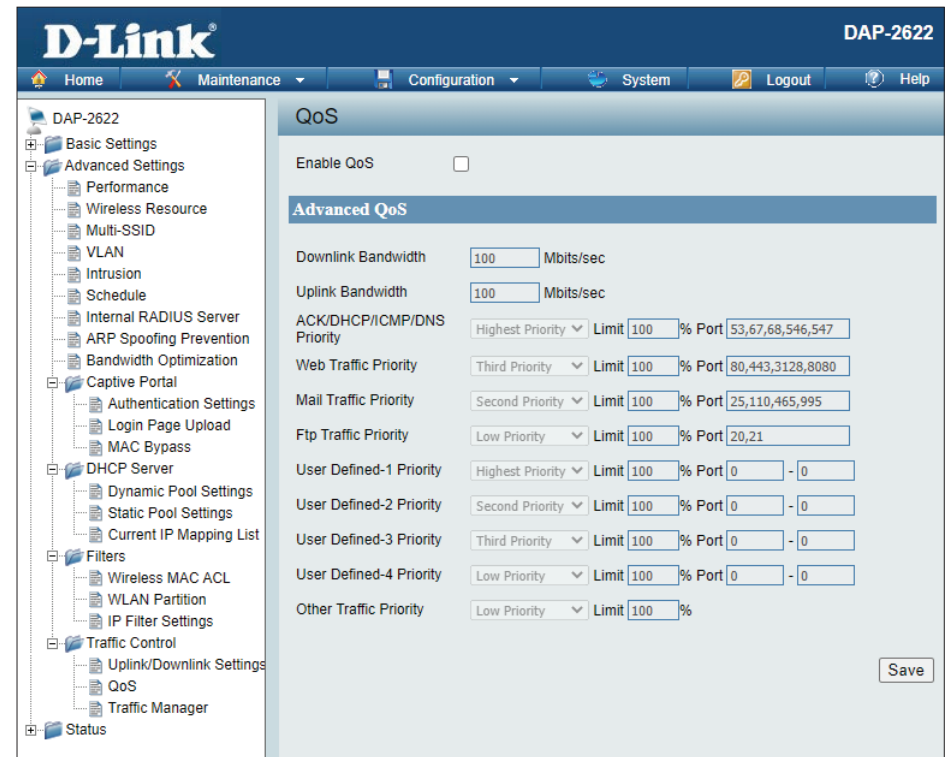 D-Link®
DAP-2622
Home
Maintenance
Configuration
System
Logout
Help
DAP-2622
Basic Settings
Advanced Settings
Performance
Wireless Resource
Multi-SSID
VLAN
Intrusion
Schedule
Internal RADIUS Server
ARP Spoofing Prevention
Bandwidth Optimization
Captive Portal
Authentication Settings
Login Page Upload
MAC Bypass
DHCP Server
Dynamic Pool Settings
Static Pool Settings
Current IP Mapping List
Filters
Wireless MAC ACL
WLAN Partition
IP Filter Settings
Traffic Control
Uplink/Downlink Settings
QoS
Traffic Manager
Status
QoS
Enable QoS
Advanced QoS
Downlink Bandwidth 100 Mbits/sec
Uplink Bandwidth 100 Mbits/sec
ACK/DHCP/ICMP/DNS
Priority Highest Priority Limit 100 % Port 53,67,68,546,547
Web Traffic Priority Third Priority Limit 100 % Port 80,443,3128,8080
Mail Traffic Priority Second Priority Limit 100 % Port 25,110,465,995
Ftp Traffic Priority Low Priority Limit 100 % Port 20,21
User Defined-1 Priority Highest Priority Limit 100 % Port 0 - 0
User Defined-2 Priority Second Priority Limit 100 % Port 0 - 0
User Defined-3 Priority Third Priority Limit 100 % Port 0 - 0
User Defined-4 Priority Low Priority Limit 100 % Port 0 - 0
Other Traffic Priority Low Priority Limit 100 %
Save